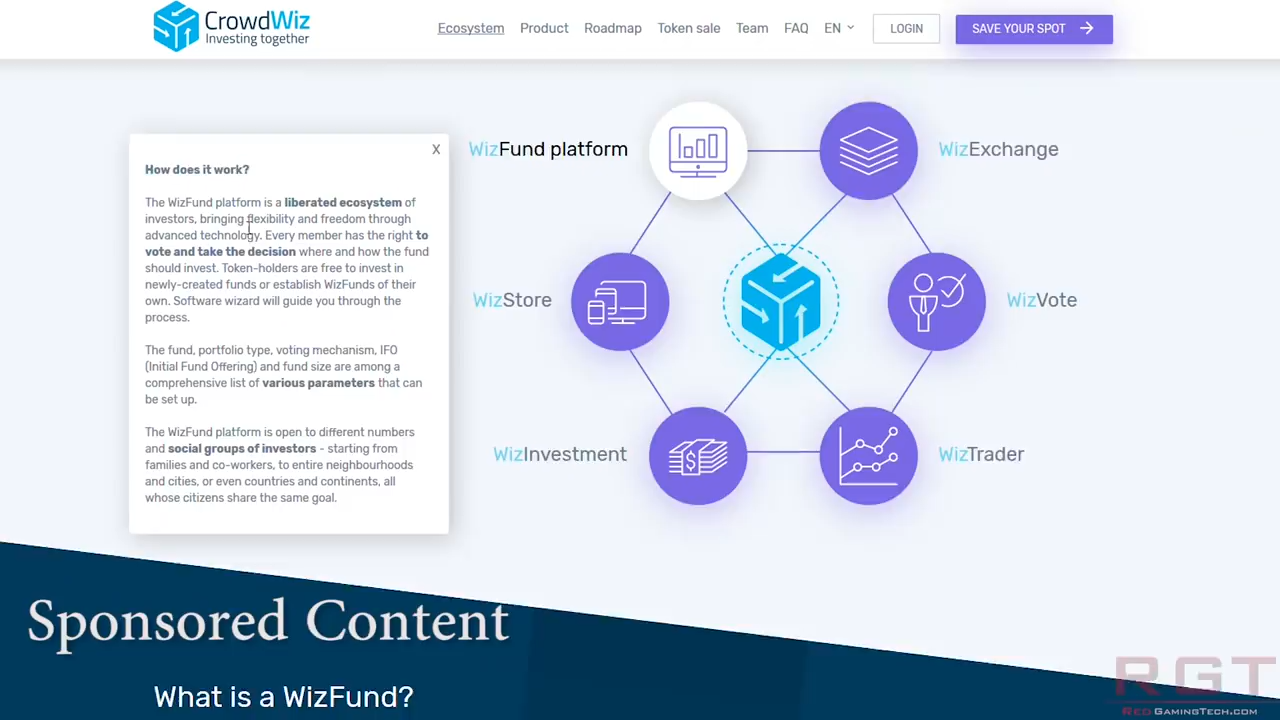 CrowdWiz
Investing together
Ecosystem Product Roadmap Token sale Team FAQ EN LOGIN SAVE YOUR SPOT
X
How does it work?
The WizFund platform is a liberated ecosystem of
investors, bringing flexibility and freedom through
advanced technology. Every member has the right to
vote and take the decision where and how the fund
should invest. Token-holders are free to invest in
newly-created funds or establish WizFunds of their
own. Software wizard will guide you through the
process.
The fund, portfolio type, voting mechanism, IFO
(Initial Fund Offering) and fund size are among a
comprehensive list of various parameters that can
be set up.
The WizFund platform is open to different numbers
and social groups of investors - starting from
families and co-workers, to entire neighbourhoods
and cities, or even countries and continents, all
whose citizens share the same goal.
WizFund platform
WizExchange
WizStore
WizVote
WizInvestment
WizTrader
Sponsored Content
What is a WizFund?
RGT
RedGamingTech.com